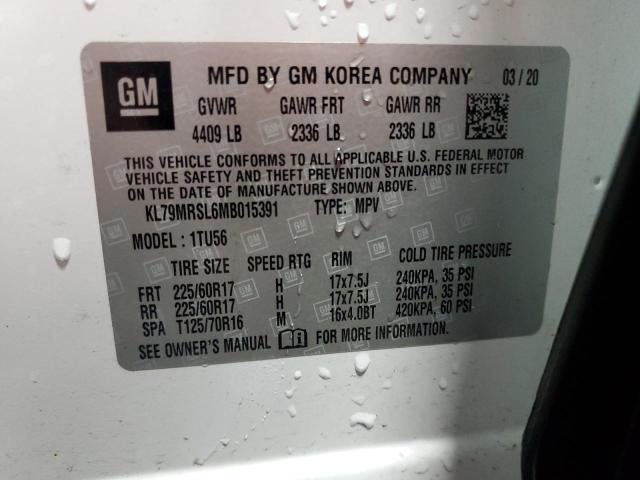 GM MFD BY GM KOREA COMPANY 03/20
GVWR GAWR FRT GAWR RR
4409 LB 2336 LB 2336 LB
THIS VEHICLE CONFORMS TO ALL APPLICABLE U.S. FEDERAL MOTOR
VEHICLE SAFETY AND THEFT PREVENTION STANDARDS IN EFFECT
ON THE DATE OF MANUFACTURE SHOWN ABOVE.
KL79MRSL6MB015391 TYPE: MPV
MODEL : 1TU56
TIRE SIZE SPEED RTG RIM COLD TIRE PRESSURE
FRT 225/60R17 H 17x7.5J 240KPA, 35 PSI
RR 225/60R17 H 17x7.5J 240KPA, 35 PSI
SPA T125/70R16 M 16x4.0BT 420KPA, 60 PSI
SEE OWNER'S MANUAL FOR MORE INFORMATION.